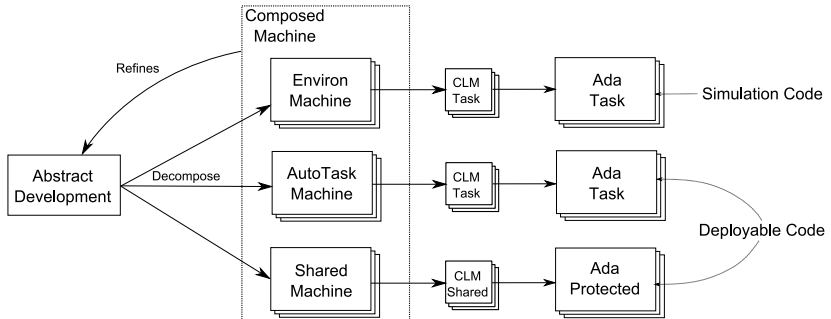 Composed
Machine
Refines
Environ
Machine
CLM
Task
Ada
Task
Simulation Code
Abstract
Development
Decompose
AutoTask
Machine
CLM
Task
Ada
Task
Deployable Code
Shared
Machine
CLM
Shared
Ada
Protected